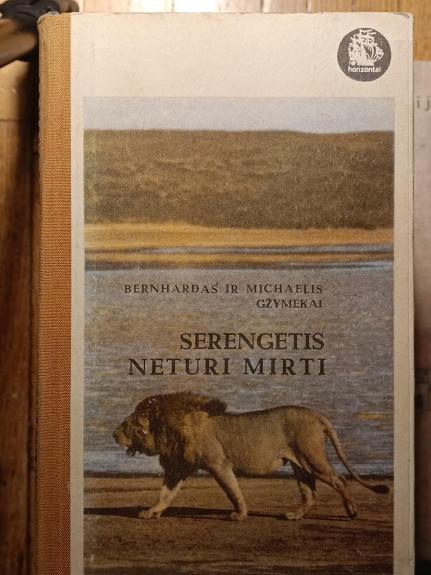 horizontai
BERNHARDAS IR MICHAELIS
GŽYMEKAI
SERENGETIS
NETURI MIRTI
i j